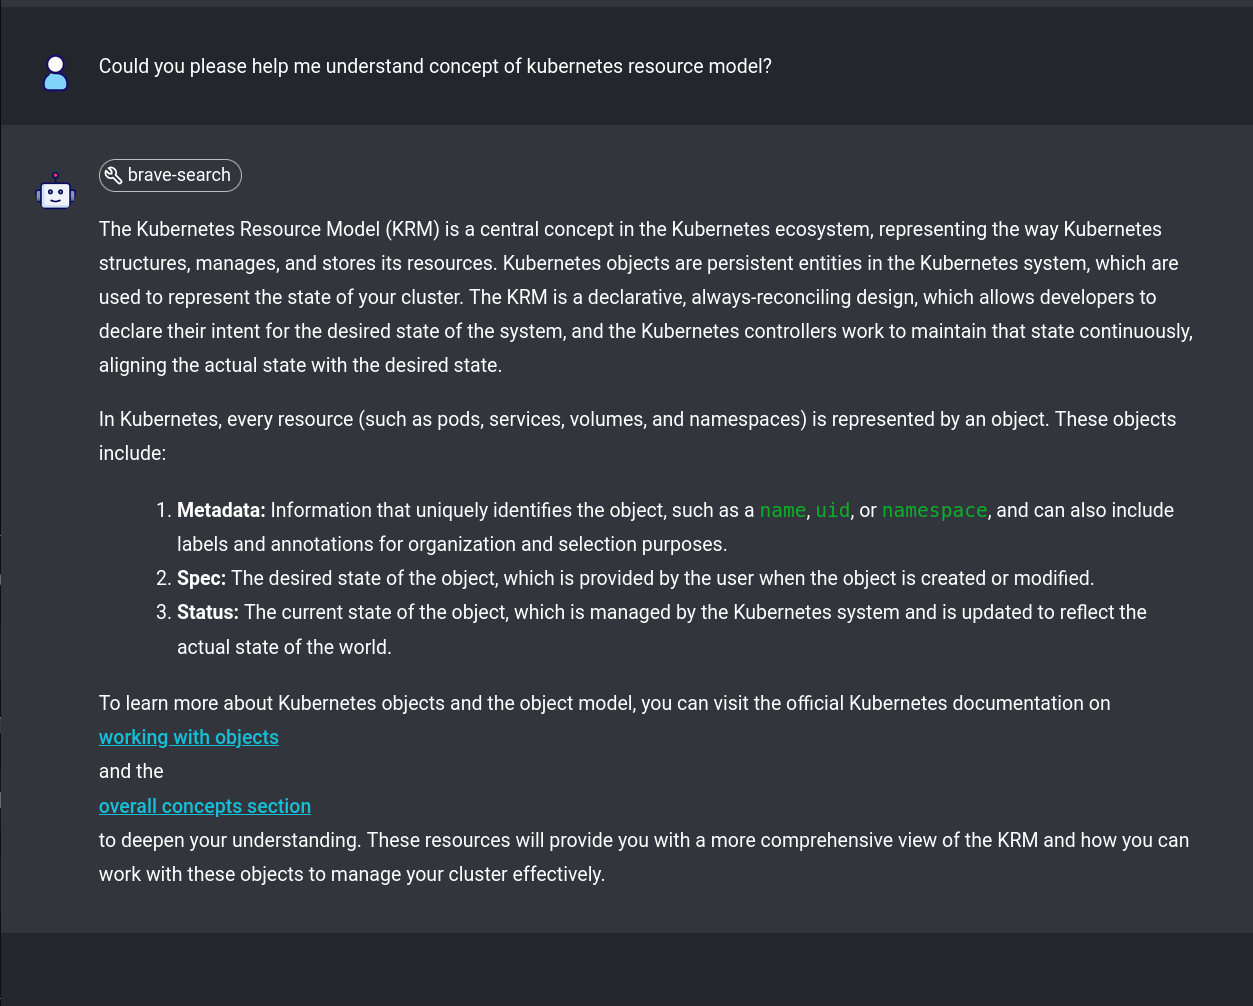 Could you please help me understand concept of kubernetes resource model?
brave-search
The Kubernetes Resource Model (KRM) is a central concept in the Kubernetes ecosystem, representing the way Kubernetes
structures, manages, and stores its resources. Kubernetes objects are persistent entities in the Kubernetes system, which are
used to represent the state of your cluster. The KRM is a declarative, always-reconciling design, which allows developers to
declare their intent for the desired state of the system, and the Kubernetes controllers work to maintain that state continuously,
aligning the actual state with the desired state.
In Kubernetes, every resource (such as pods, services, volumes, and namespaces) is represented by an object. These objects
include:
1. Metadata: Information that uniquely identifies the object, such as a name, uid, or namespace, and can also include
labels and annotations for organization and selection purposes.
2. Spec: The desired state of the object, which is provided by the user when the object is created or modified.
3. Status: The current state of the object, which is managed by the Kubernetes system and is updated to reflect the
actual state of the world.
To learn more about Kubernetes objects and the object model, you can visit the official Kubernetes documentation on
working with objects
and the
overall concepts section
to deepen your understanding. These resources will provide you with a more comprehensive view of the KRM and how you can
work with these objects to manage your cluster effectively.